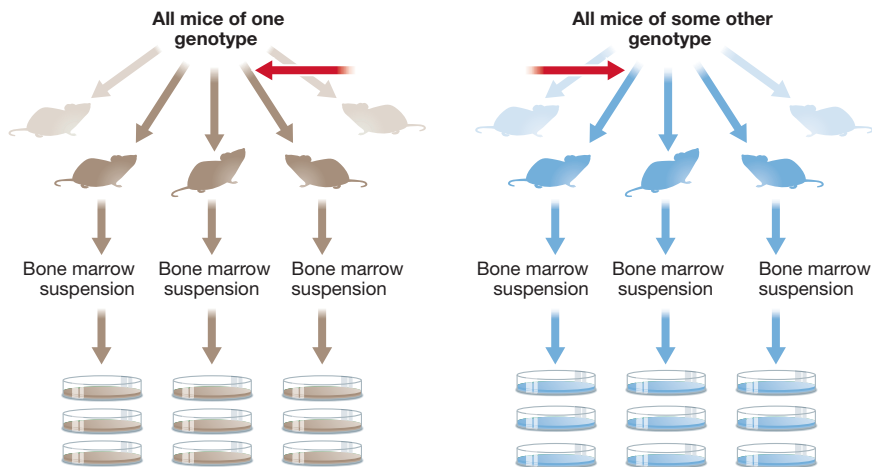 All mice of one
genotype
All mice of some other
genotype
Bone marrow
suspension
Bone marrow
suspension
Bone marrow
suspension
Bone marrow
suspension
Bone marrow
suspension
Bone marrow
suspension